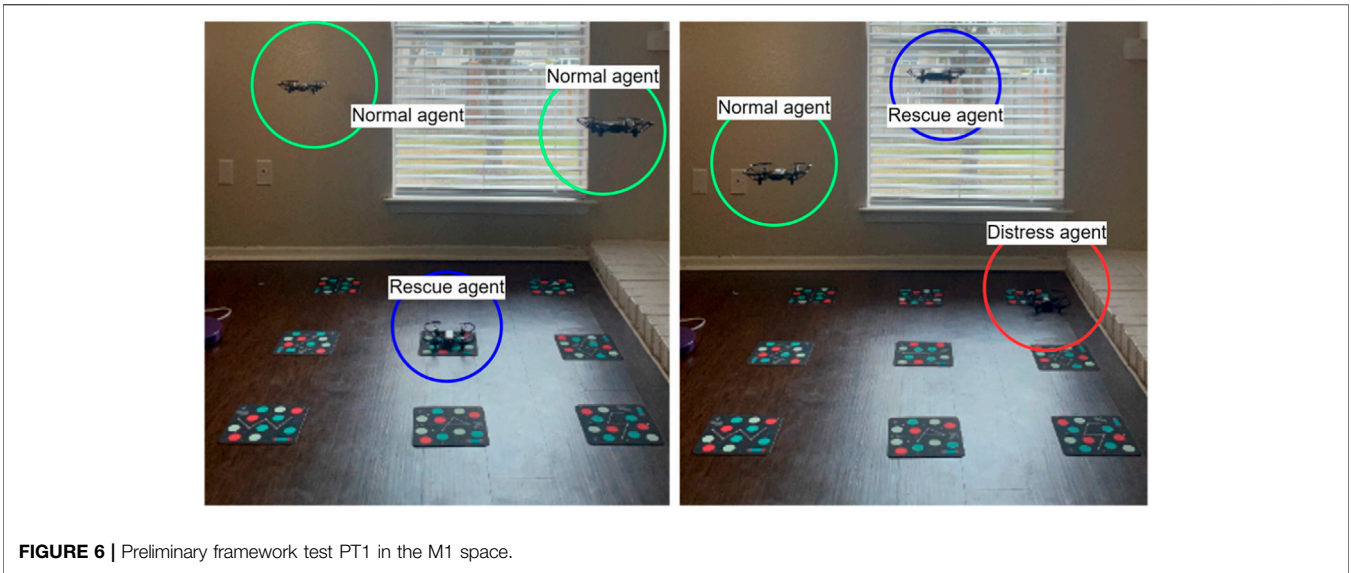 Normal agent
Normal agent
Rescue agent
Rescue agent
Normal agent
Distress agent
FIGURE 6 | Preliminary framework test PT1 in the M1 space.